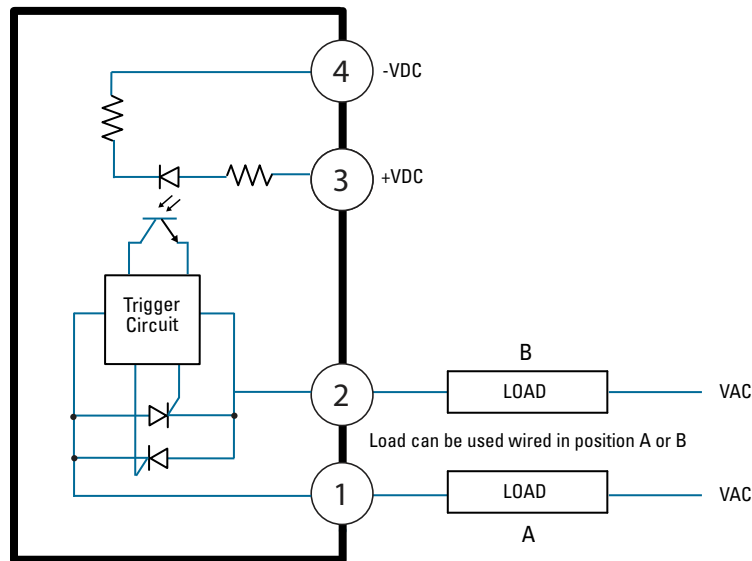 4 -VDC
3 +VDC
Trigger
Circuit
B
2 LOAD VAC
Load can be used wired in position A or B
1 LOAD VAC
A